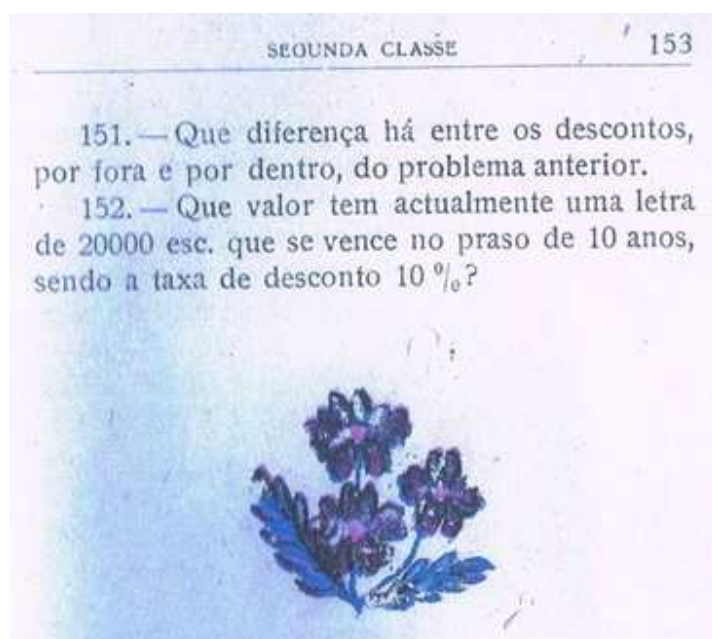 SEGUNDA CLASSE 153
151. — Que diferença há entre os descontos,
por fora e por dentro, do problema anterior.
152. — Que valor tem actualmente uma letra
de 20000 esc. que se vence no praso de 10 anos,
sendo a taxa de desconto 10 %?